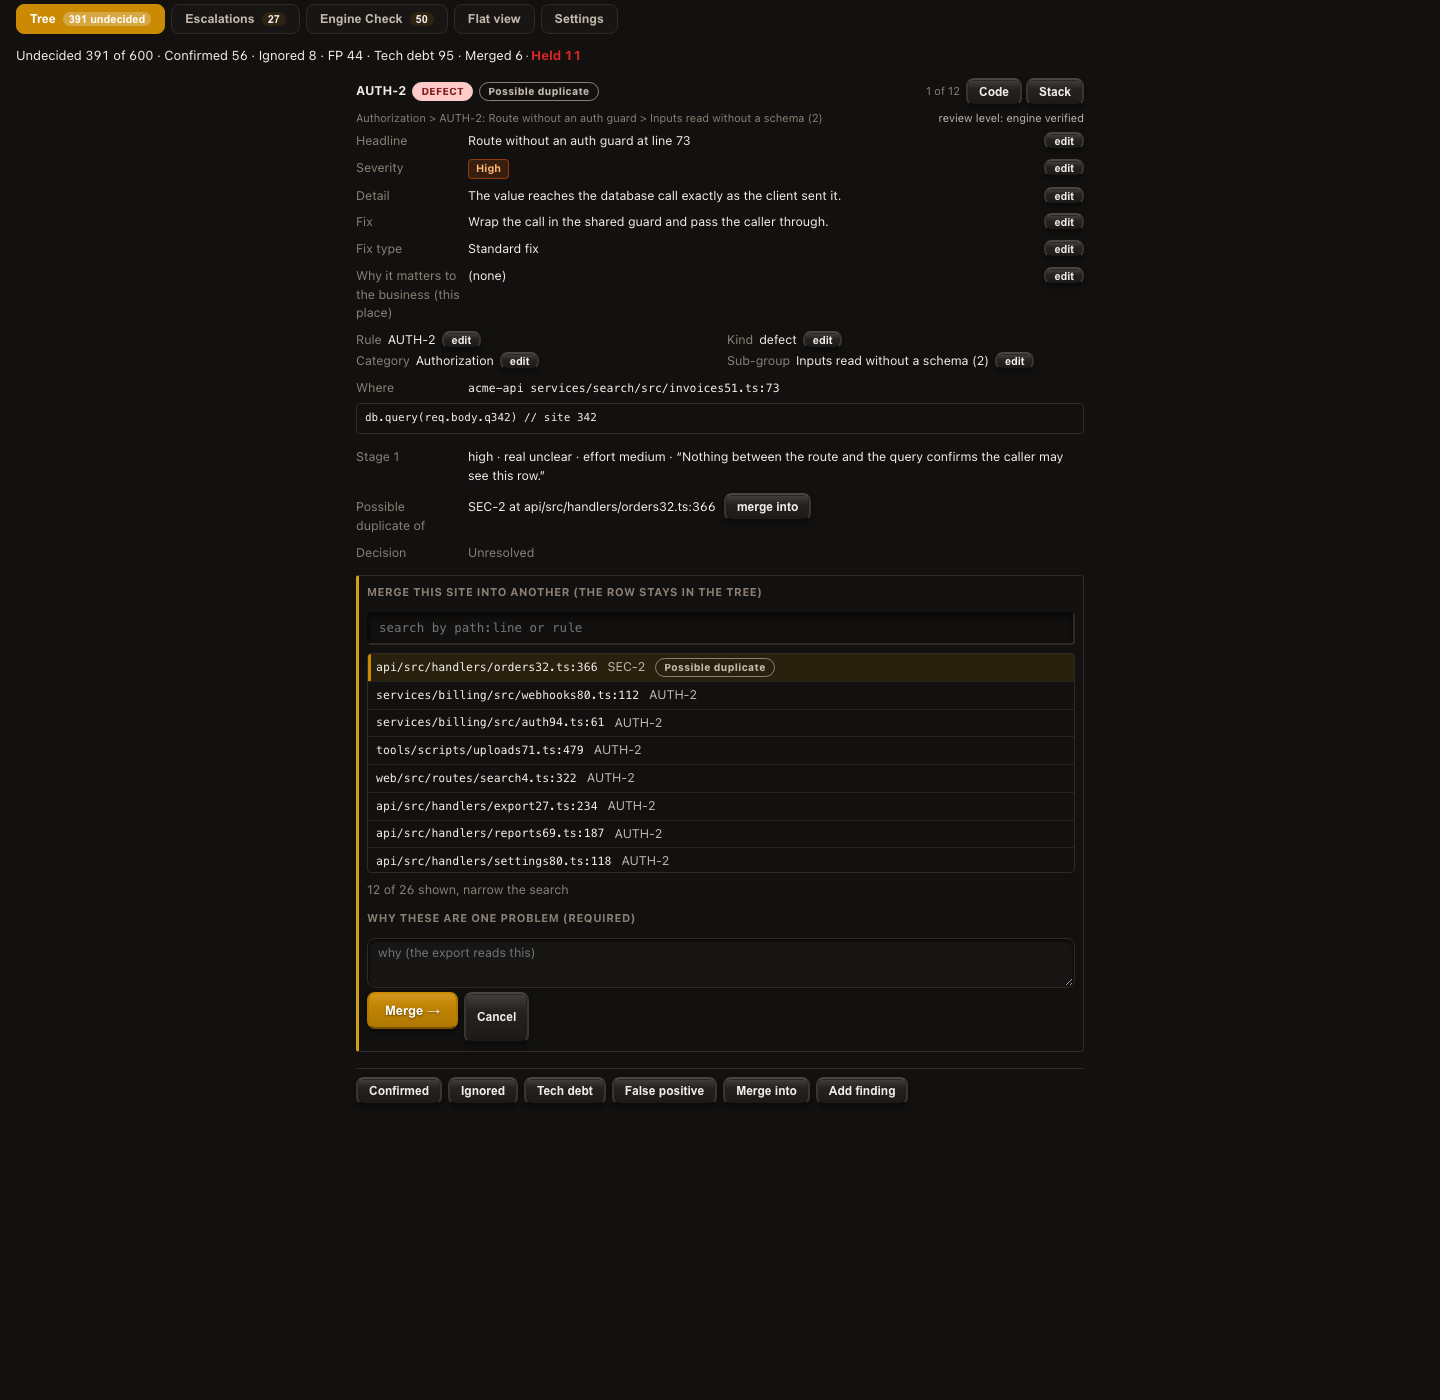 Tree 391 undecided Escalations 27 Engine Check 50 Flat view Settings
Undecided 391 of 600 · Confirmed 56 · Ignored 8 · FP 44 · Tech debt 95 · Merged 6 · Held 11
AUTH-2 DEFECT Possible duplicate 1 of 12 Code Stack
Authorization > AUTH-2: Route without an auth guard > Inputs read without a schema (2) review level: engine verified
Headline Route without an auth guard at line 73 edit
Severity High edit
Detail The value reaches the database call exactly as the client sent it. edit
Fix Wrap the call in the shared guard and pass the caller through. edit
Fix type Standard fix edit
Why it matters to (none) edit
the business (this
place)
Rule AUTH-2 edit Kind defect edit
Category Authorization edit Sub-group Inputs read without a schema (2) edit
Where acme-api services/search/src/invoices51.ts:73
db.query(req.body.q342) // site 342
Stage 1 high · real unclear · effort medium · “Nothing between the route and the query confirms the caller may
see this row.”
Possible SEC-2 at api/src/handlers/orders32.ts:366 merge into
duplicate of
Decision Unresolved
MERGE THIS SITE INTO ANOTHER (THE ROW STAYS IN THE TREE)
search by path:line or rule
api/src/handlers/orders32.ts:366 SEC-2 Possible duplicate
services/billing/src/webhooks80.ts:112 AUTH-2
services/billing/src/auth94.ts:61 AUTH-2
tools/scripts/uploads71.ts:479 AUTH-2
web/src/routes/search4.ts:322 AUTH-2
api/src/handlers/export27.ts:234 AUTH-2
api/src/handlers/reports69.ts:187 AUTH-2
api/src/handlers/settings80.ts:118 AUTH-2
12 of 26 shown, narrow the search
WHY THESE ARE ONE PROBLEM (REQUIRED)
why (the export reads this)
Merge → Cancel
Confirmed Ignored Tech debt False positive Merge into Add finding